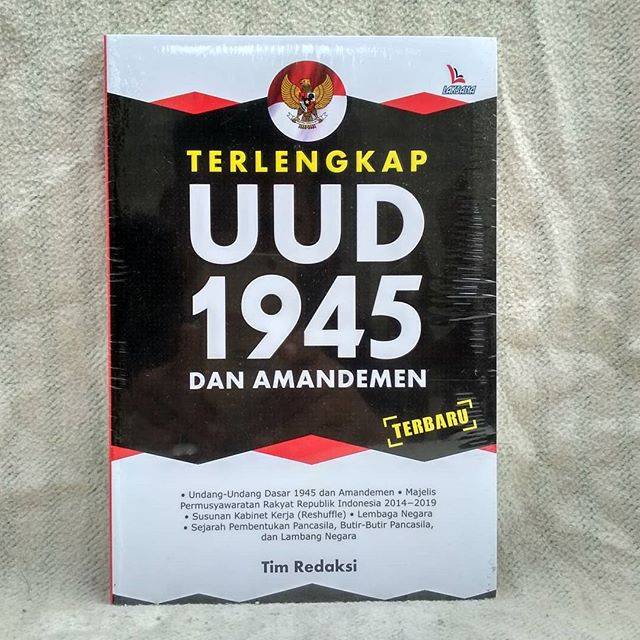 LAKSANA
TERLENGKAP
UUD
1945
DAN AMANDEMEN
TERBARU
• Undang-Undang Dasar 1945 dan Amandemen • Majelis
Permusyawaratan Rakyat Republik Indonesia 2014–2019
• Susunan Kabinet Kerja (Reshuffle) • Lembaga Negara
• Sejarah Pembentukan Pancasila, Butir-Butir Pancasila,
dan Lambang Negara
Tim Redaksi